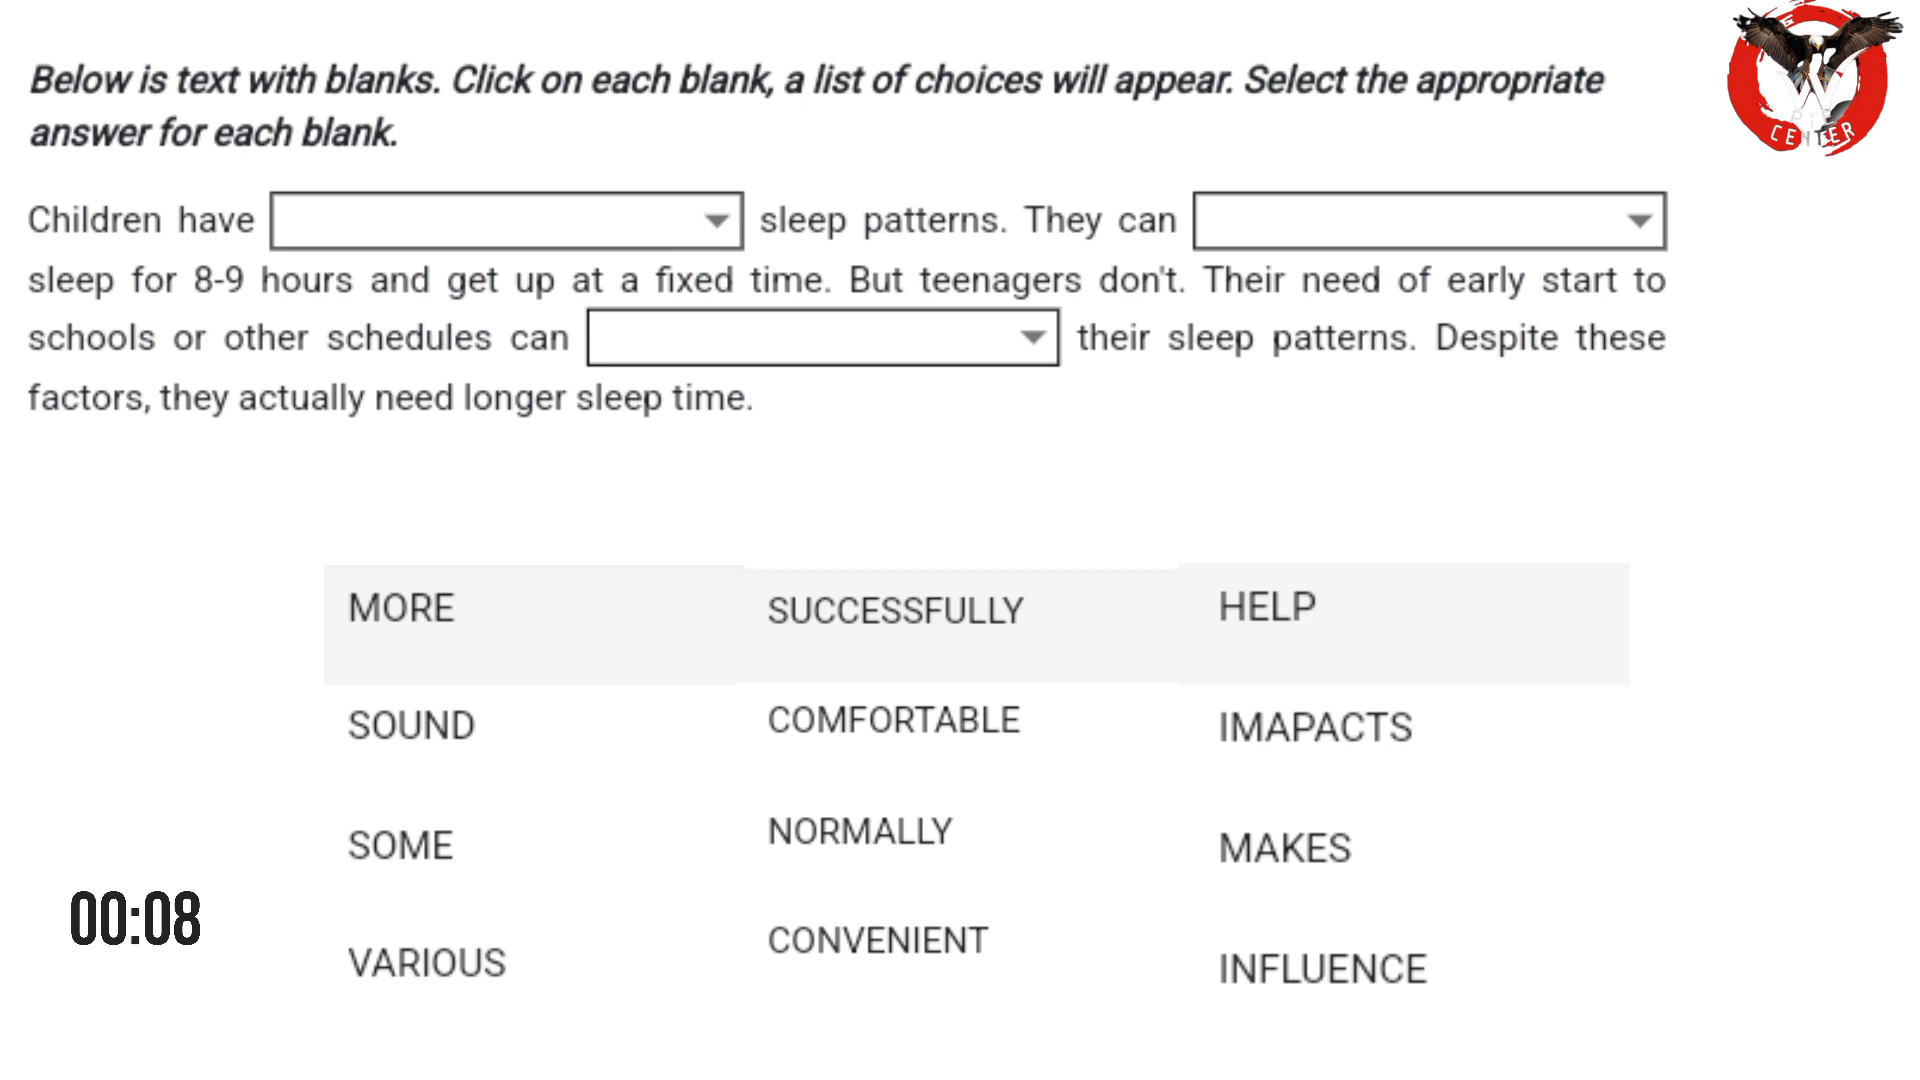 Below is text with blanks. Click on each blank, a list of choices will appear. Select the appropriate
answer for each blank.
Children have sleep patterns. They can
sleep for 8-9 hours and get up at a fixed time. But teenagers don't. Their need of early start to
schools or other schedules can their sleep patterns. Despite these
factors, they actually need longer sleep time.
MORE SUCCESSFULLY HELP
SOUND COMFORTABLE IMAPACTS
SOME NORMALLY MAKES
VARIOUS CONVENIENT INFLUENCE
00:08
CENTER